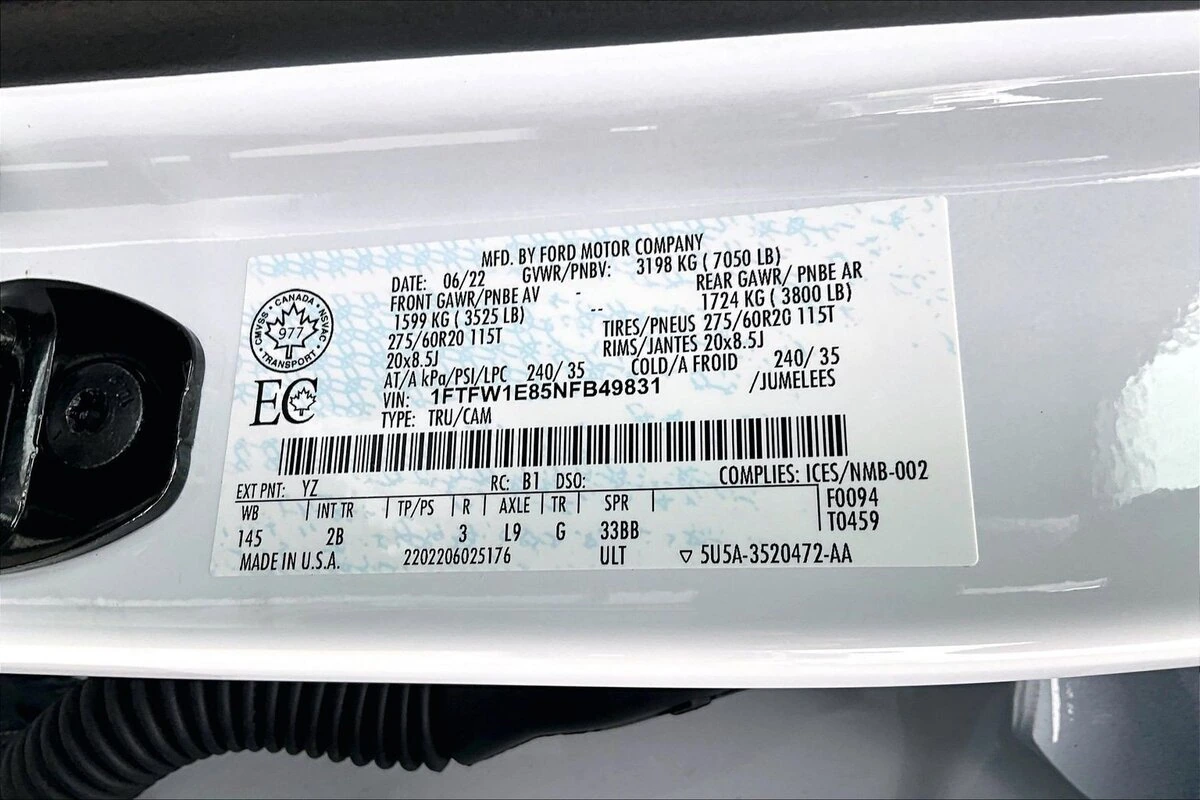 MFD. BY FORD MOTOR COMPANY
DATE: 06/22 GVWR/PNBV: 3198 KG ( 7050 LB)
FRONT GAWR/PNBE AV - REAR GAWR/ PNBE AR
1599 KG ( 3525 LB) -- 1724 KG ( 3800 LB)
275/60R20 115T TIRES/PNEUS 275/60R20 115T
20x8.5J RIMS/JANTES 20x8.5J
AT/A kPa/PSI/LPC 240/ 35 COLD/A FROID 240/ 35
VIN: 1FTFW1E85NFB49831 /JUMELEES
TYPE: TRU/CAM
CMVSS · CANADA · NSVAC
977
· TRANSPORT ·
EC
COMPLIES: ICES/NMB-002
EXT PNT: YZ RC: B1 DSO:
WB INT TR TP/PS R AXLE TR SPR F0094
145 2B 3 L9 G 33BB T0459
MADE IN U.S.A. 2202206025176 ULT ▽ 5U5A-3520472-AA